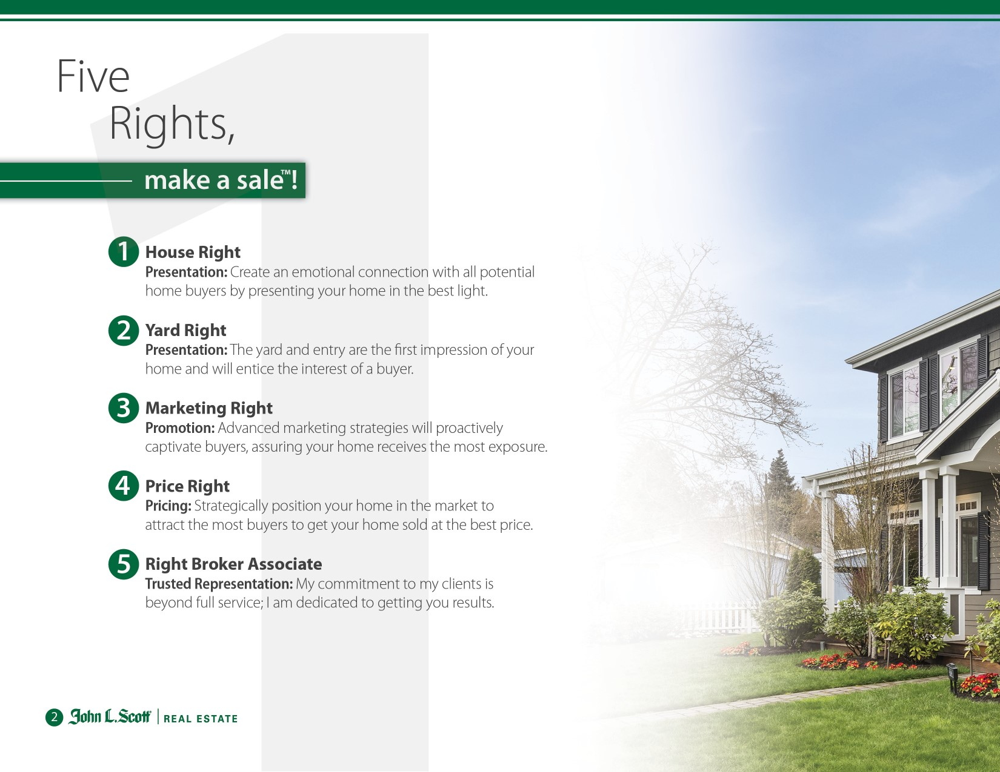 Five
Rights,
make a sale™!
1 House Right
Presentation: Create an emotional connection with all potential
home buyers by presenting your home in the best light.
2 Yard Right
Presentation: The yard and entry are the first impression of your
home and will entice the interest of a buyer.
3 Marketing Right
Promotion: Advanced marketing strategies will proactively
captivate buyers, assuring your home receives the most exposure.
4 Price Right
Pricing: Strategically position your home in the market to
attract the most buyers to get your home sold at the best price.
5 Right Broker Associate
Trusted Representation: My commitment to my clients is
beyond full service; I am dedicated to getting you results.
2 John L. Scott® | REAL ESTATE